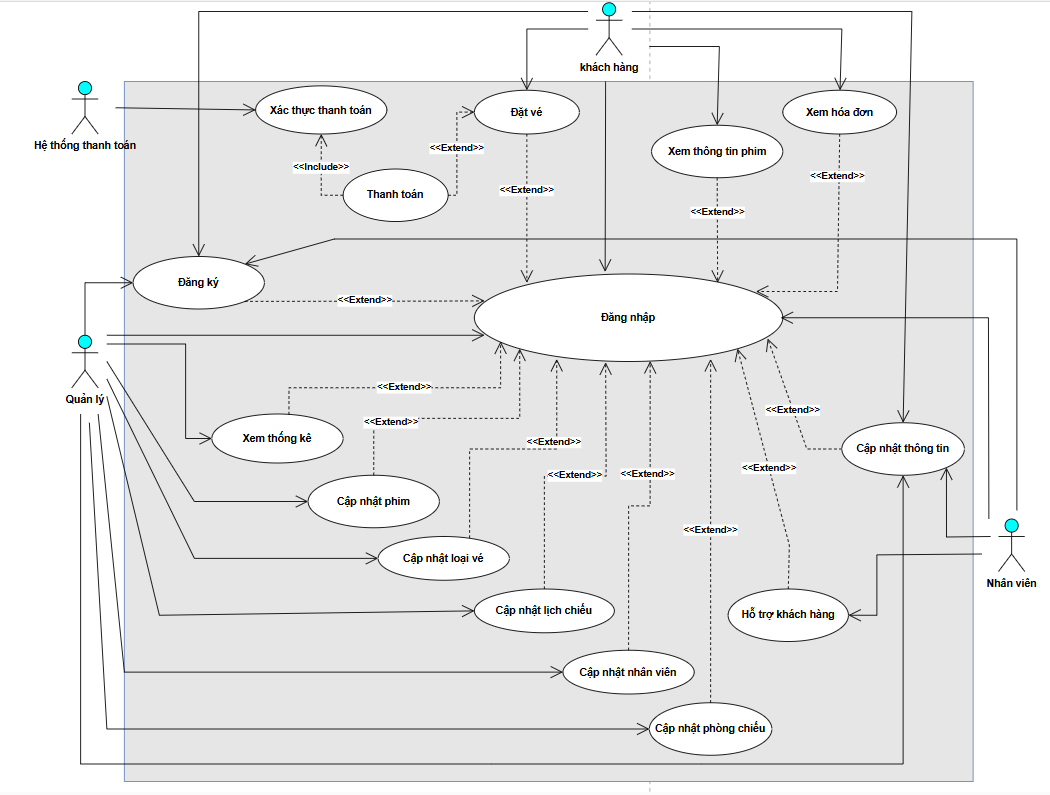 khách hàng
Hệ thống thanh toán
Xác thực thanh toán
Đặt vé
Xem hóa đơn
<<Extend>>
Xem thông tin phim
<<Include>>
<<Extend>>
Thanh toán
<<Extend>>
<<Extend>>
Đăng ký
<<Extend>>
Đăng nhập
Quản lý
<<Extend>>
<<Extend>>
<<Extend>>
Xem thống kê
<<Extend>>
Cập nhật thông tin
<<Extend>>
<<Extend>>
<<Extend>>
Cập nhật phim
<<Extend>>
Cập nhật loại vé
Nhân viên
Cập nhật lịch chiếu
Hỗ trợ khách hàng
Cập nhật nhân viên
Cập nhật phòng chiếu